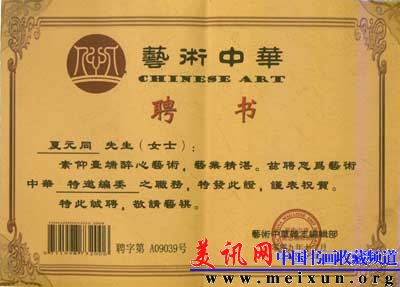 藝術中華
CHINESE ART
聘 书
夏元同 先生(女士):
素仰臺端醉心藝術,藝業精湛。茲聘您爲藝術
中華 特邀編委 之職務,特發此證,謹表祝賀。
特此誠聘,敬請藝祺。
藝術中華雜志編輯部
聘字第 A09039号
美讯网 中国书画收藏频道
www.meixun.org